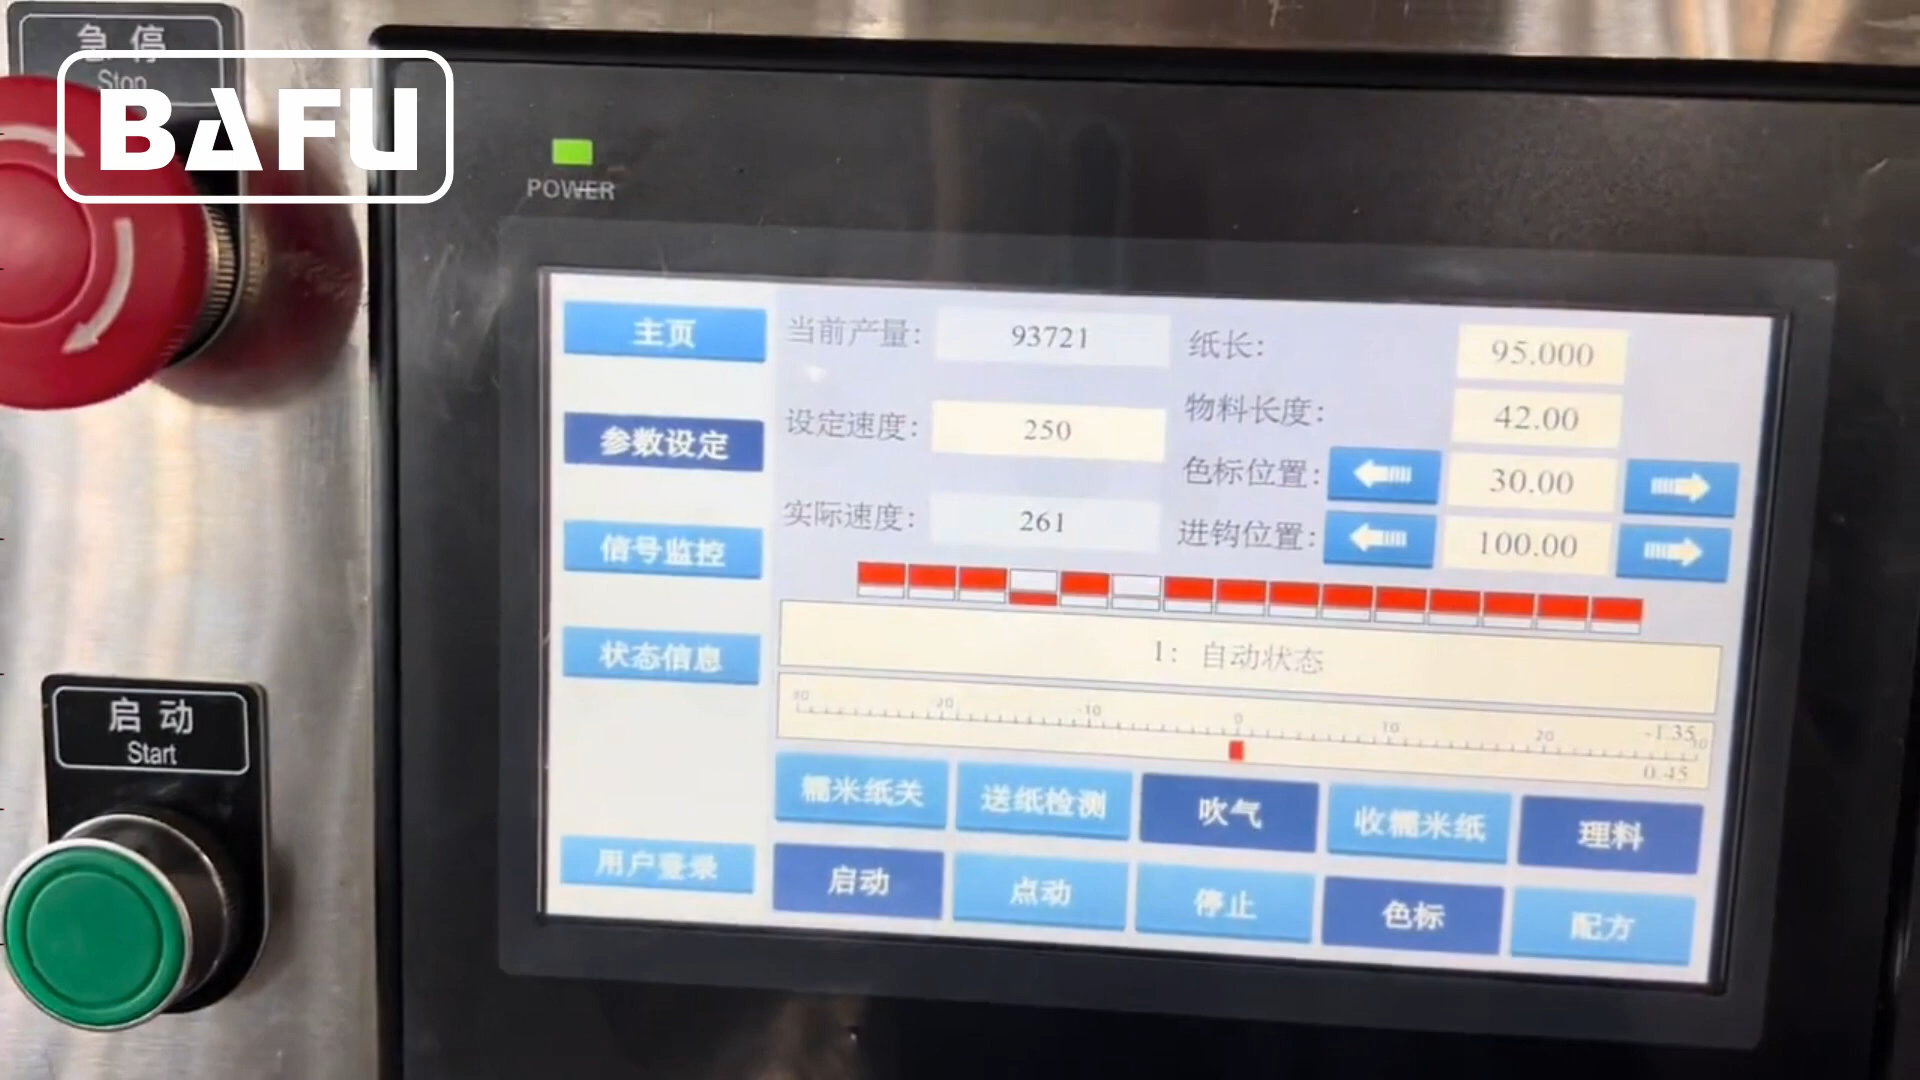 急停
Stop
BAFU
POWER
主页
参数设定
信号监控
状态信息
用户登录
当前产量:
93721
设定速度:
250
实际速度:
261
纸长:
95.000
物料长度:
42.00
色标位置:
30.00
进钩位置:
100.00
1: 自动状态
-20
-10
0
10
20
-1.35
0.45
糯米纸关
送纸检测
吹气
收糯米纸
理料
启动
点动
停止
色标
配方
启动
Start